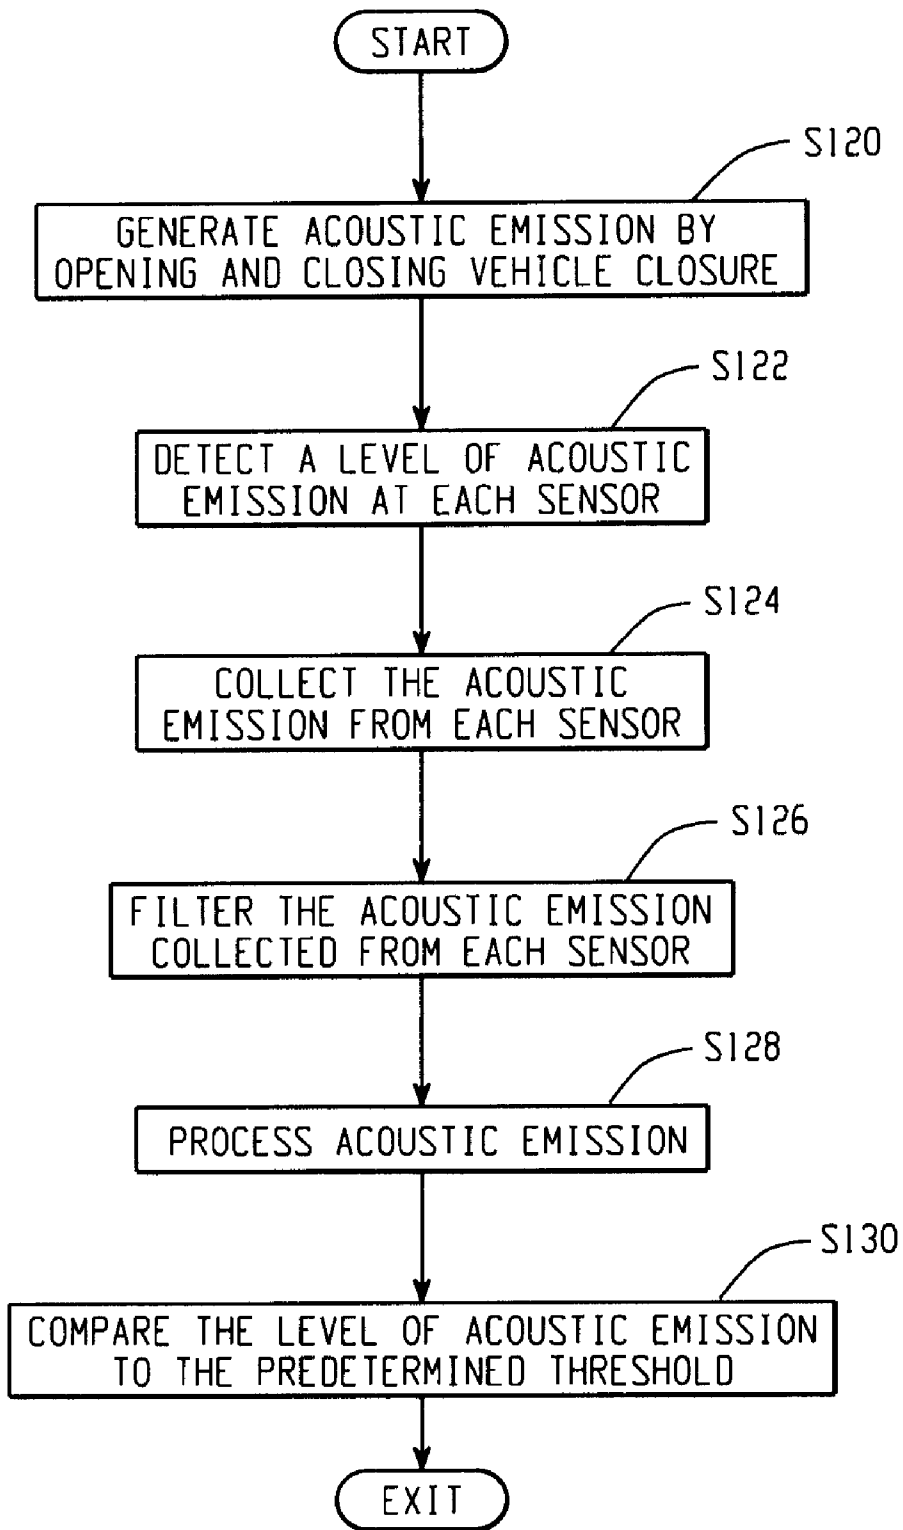 START
S120
GENERATE ACOUSTIC EMISSION BY
OPENING AND CLOSING VEHICLE CLOSURE
S122
DETECT A LEVEL OF ACOUSTIC
EMISSION AT EACH SENSOR
S124
COLLECT THE ACOUSTIC
EMISSION FROM EACH SENSOR
S126
FILTER THE ACOUSTIC EMISSION
COLLECTED FROM EACH SENSOR
S128
PROCESS ACOUSTIC EMISSION
S130
COMPARE THE LEVEL OF ACOUSTIC EMISSION
TO THE PREDETERMINED THRESHOLD
EXIT